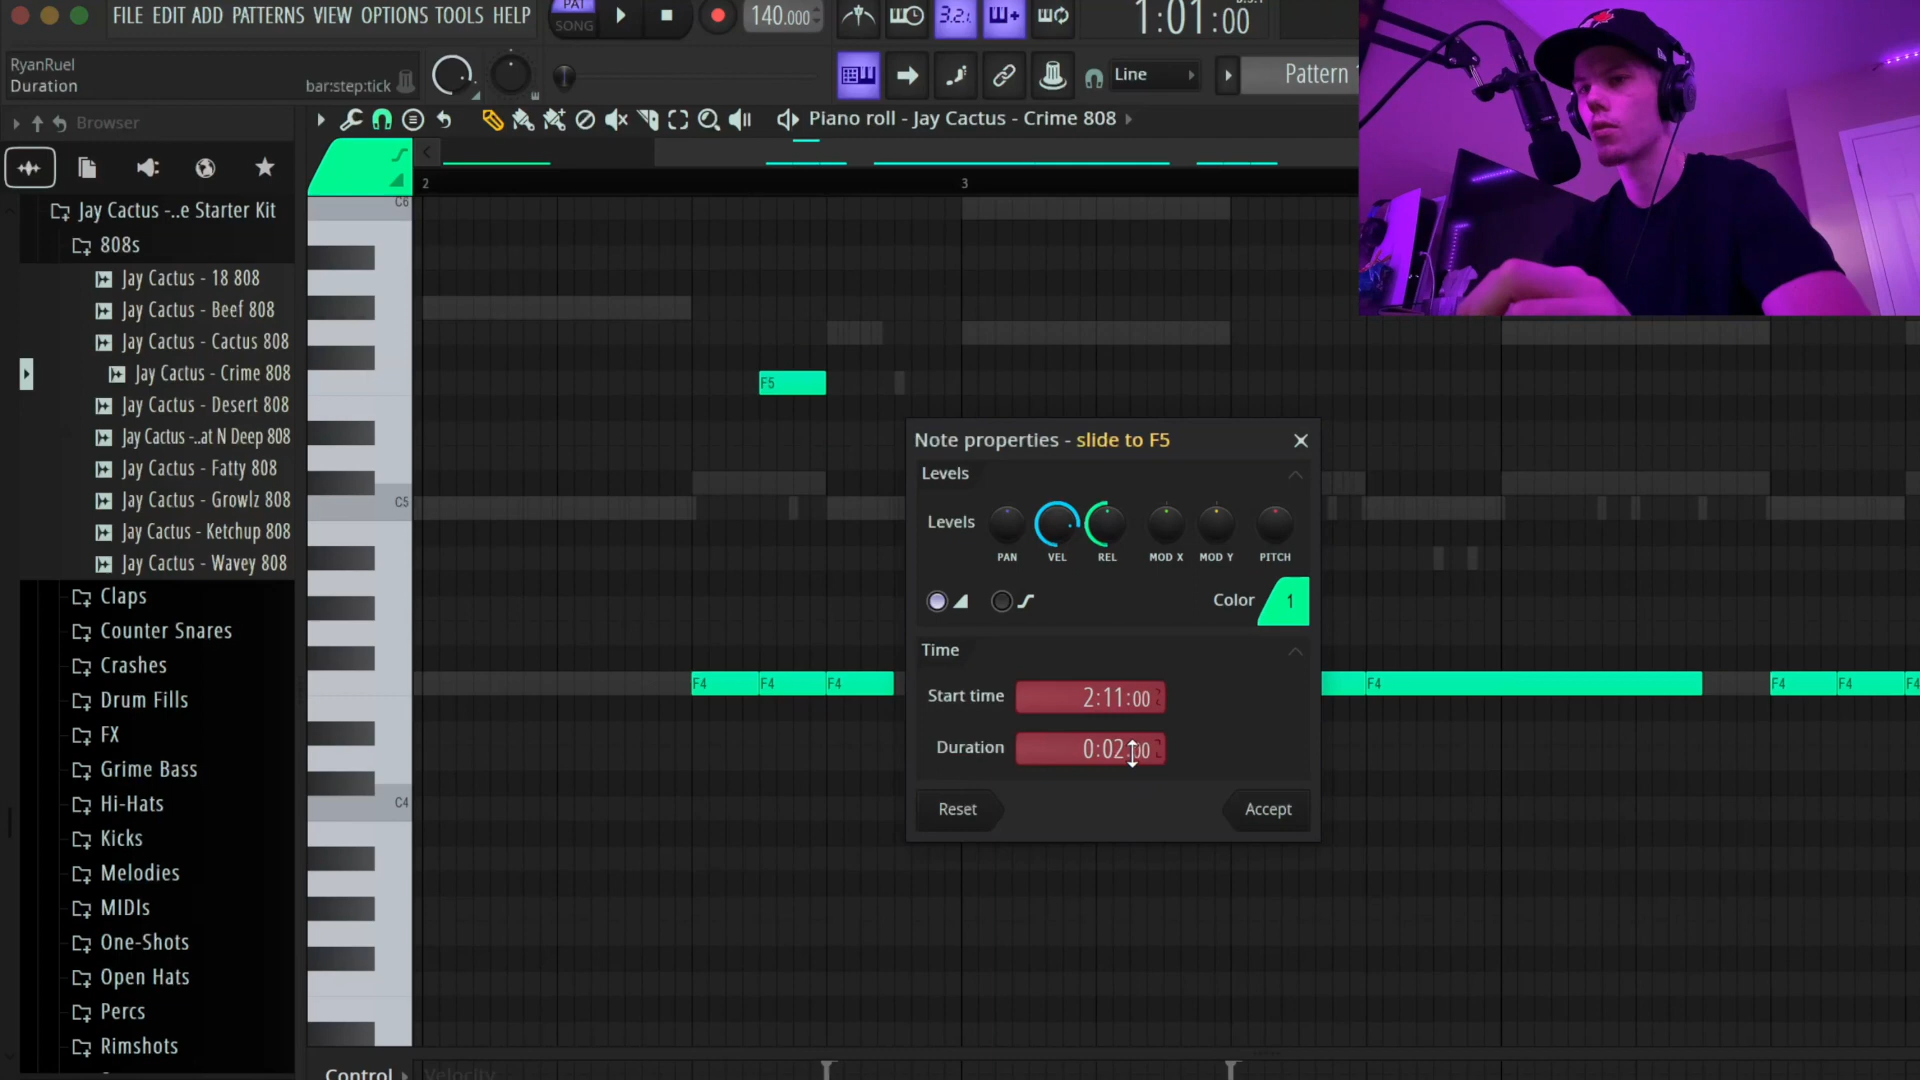 FILE EDIT ADD PATTERNS VIEW OPTIONS TOOLS HELP
PAT
SONG
140.000
3.2.1
1:01:00
B:S:T
RyanRuel
Duration
bar:step:tick
Line
Pattern 1
Browser
Piano roll - Jay Cactus - Crime 808
2
3
Jay Cactus -..e Starter Kit
808s
Jay Cactus - 18 808
Jay Cactus - Beef 808
Jay Cactus - Cactus 808
Jay Cactus - Crime 808
Jay Cactus - Desert 808
Jay Cactus -..at N Deep 808
Jay Cactus - Fatty 808
Jay Cactus - Growlz 808
Jay Cactus - Ketchup 808
Jay Cactus - Wavey 808
Claps
Counter Snares
Crashes
Drum Fills
FX
Grime Bass
Hi-Hats
Kicks
Melodies
MIDIs
One-Shots
Open Hats
Percs
Rimshots
C6
C5
C4
F5
F4
F4
F4
F4
F4
F4
F4
Note properties - slide to F5
Levels
Levels
PAN
VEL
REL
MOD X
MOD Y
PITCH
Color
1
Time
Start time
2:11:00
Duration
0:02:00
Reset
Accept
Control
Velocity